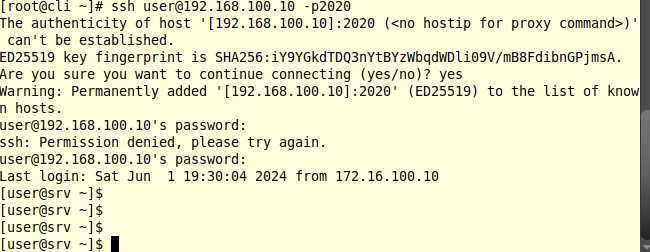 [root@cli ~]# ssh user@192.168.100.10 -p2020
The authenticity of host '[192.168.100.10]:2020 (<no hostip for proxy command>)'
 can't be established.
ED25519 key fingerprint is SHA256:iY9YGkdTDQ3nYtBYzWbqdWDli09V/mB8FdibnGPjmsA.
Are you sure you want to continue connecting (yes/no)? yes
Warning: Permanently added '[192.168.100.10]:2020' (ED25519) to the list of know
n hosts.
user@192.168.100.10's password:
ssh: Permission denied, please try again.
user@192.168.100.10's password:
Last login: Sat Jun  1 19:30:04 2024 from 172.16.100.10
[user@srv ~]$
[user@srv ~]$
[user@srv ~]$
[user@srv ~]$